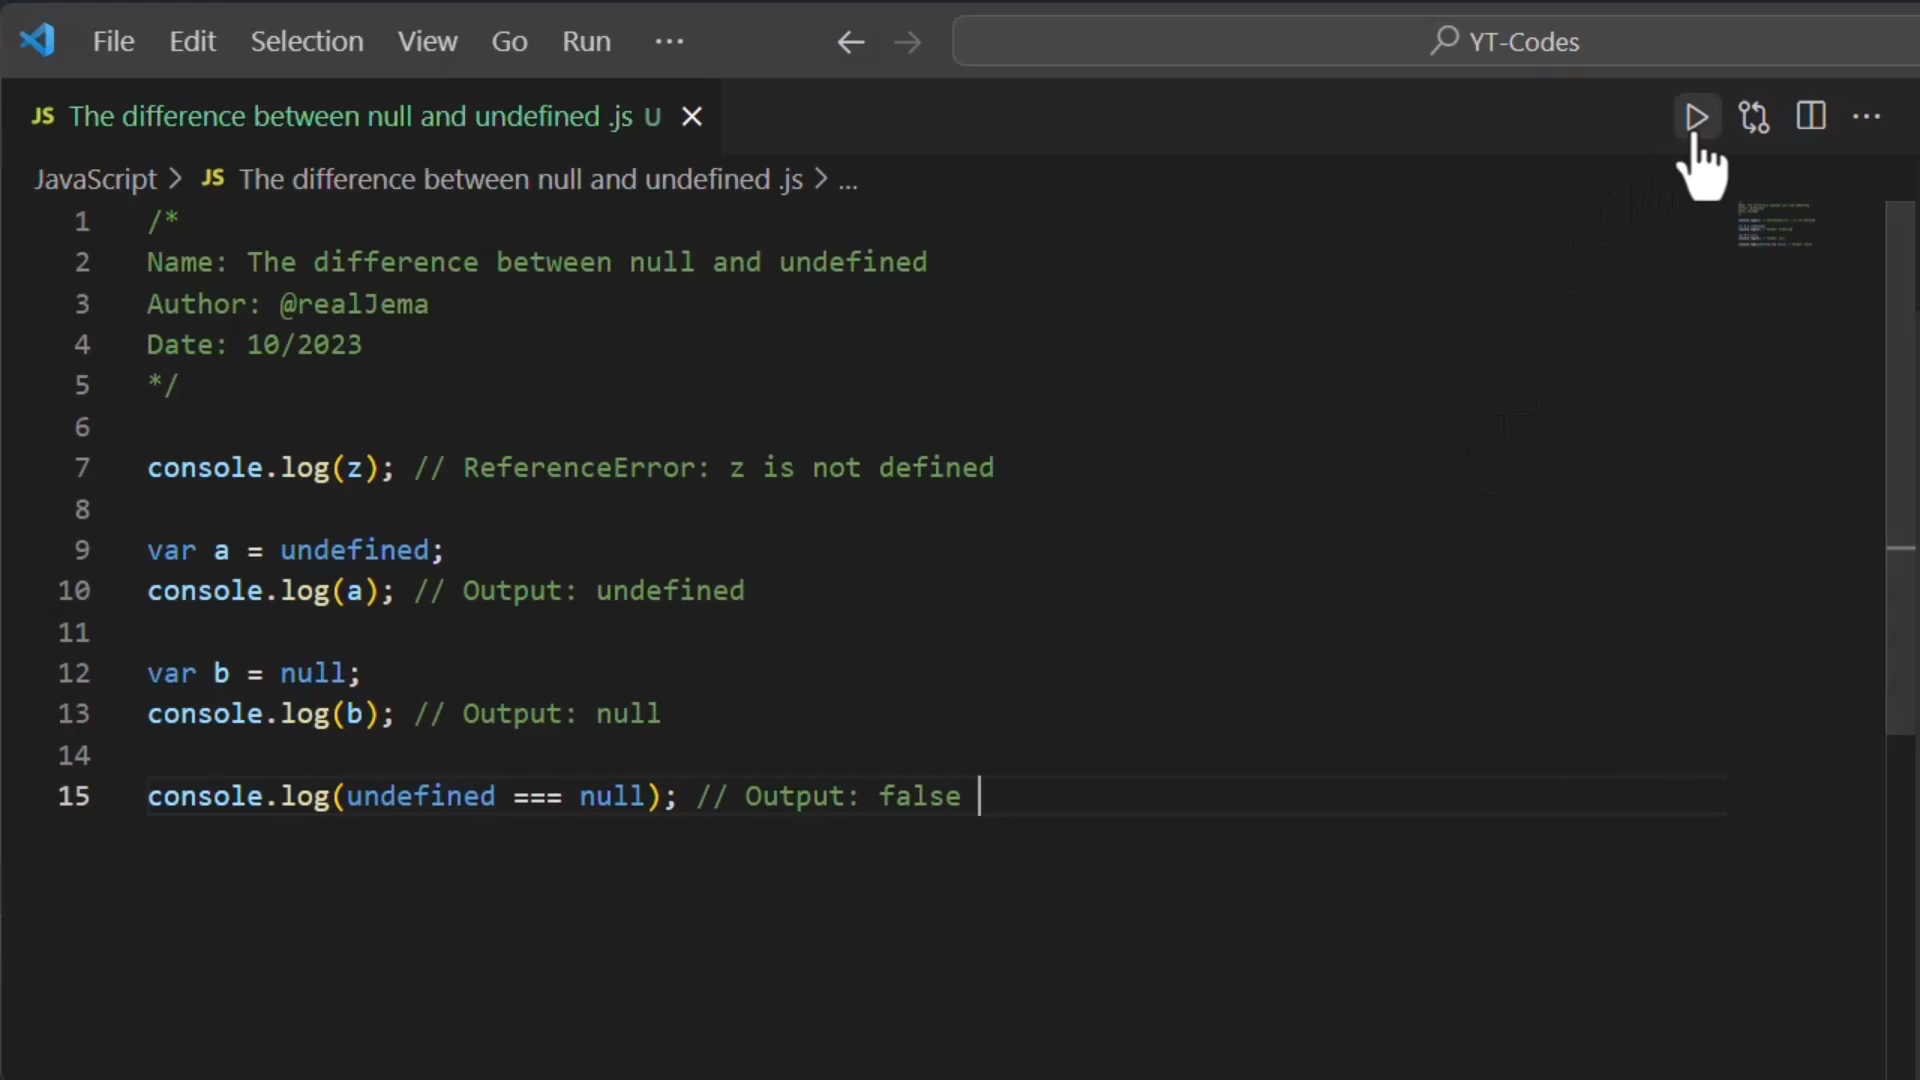 File Edit Selection View Go Run ··· YT-Codes
JS The difference between null and undefined .js U
JavaScript > JS The difference between null and undefined .js > ...
1 /*
2 Name: The difference between null and undefined
3 Author: @realJema
4 Date: 10/2023
5 */
6
7 console.log(z); // ReferenceError: z is not defined
8
9 var a = undefined;
10 console.log(a); // Output: undefined
11
12 var b = null;
13 console.log(b); // Output: null
14
15 console.log(undefined === null); // Output: false